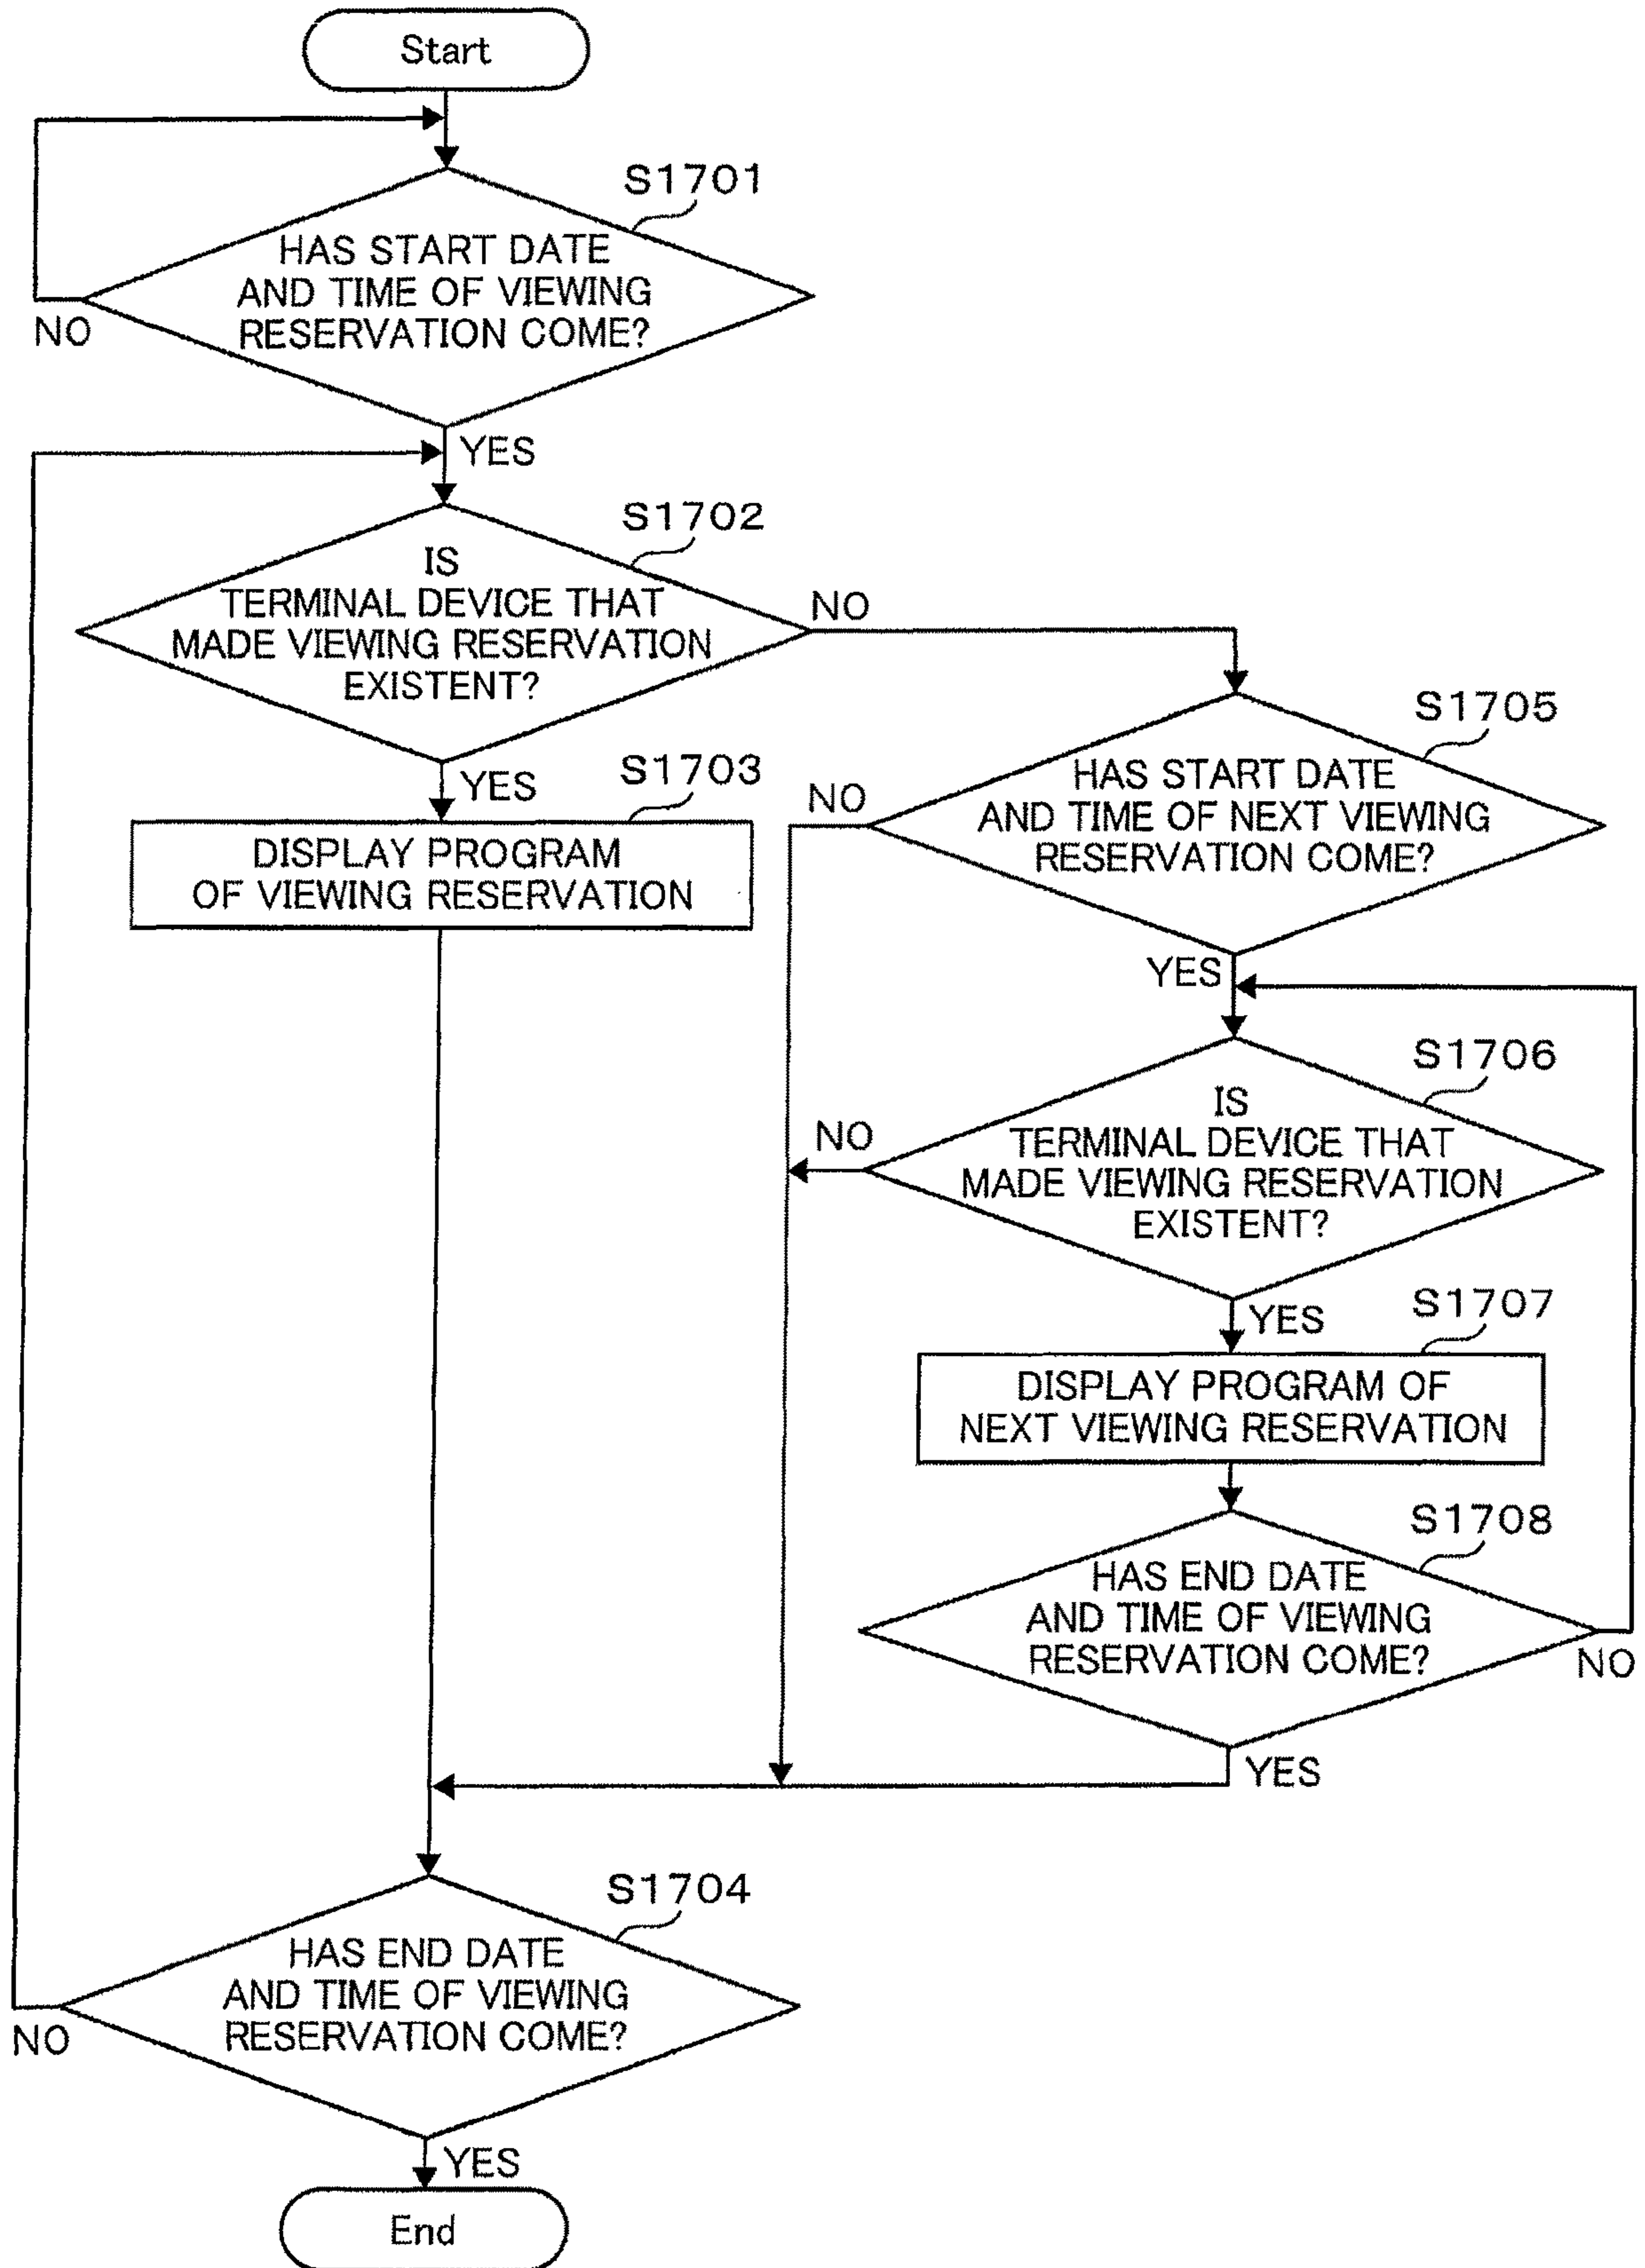 Start
S1701
HAS START DATE
AND TIME OF VIEWING
RESERVATION COME?
NO
YES
S1702
IS
TERMINAL DEVICE THAT
MADE VIEWING RESERVATION
EXISTENT?
NO
YES
S1703
DISPLAY PROGRAM
OF VIEWING RESERVATION
S1705
HAS START DATE
AND TIME OF NEXT VIEWING
RESERVATION COME?
NO
YES
S1706
IS
TERMINAL DEVICE THAT
MADE VIEWING RESERVATION
EXISTENT?
NO
YES
S1707
DISPLAY PROGRAM OF
NEXT VIEWING RESERVATION
S1708
HAS END DATE
AND TIME OF VIEWING
RESERVATION COME?
NO
YES
S1704
HAS END DATE
AND TIME OF VIEWING
RESERVATION COME?
NO
YES
End